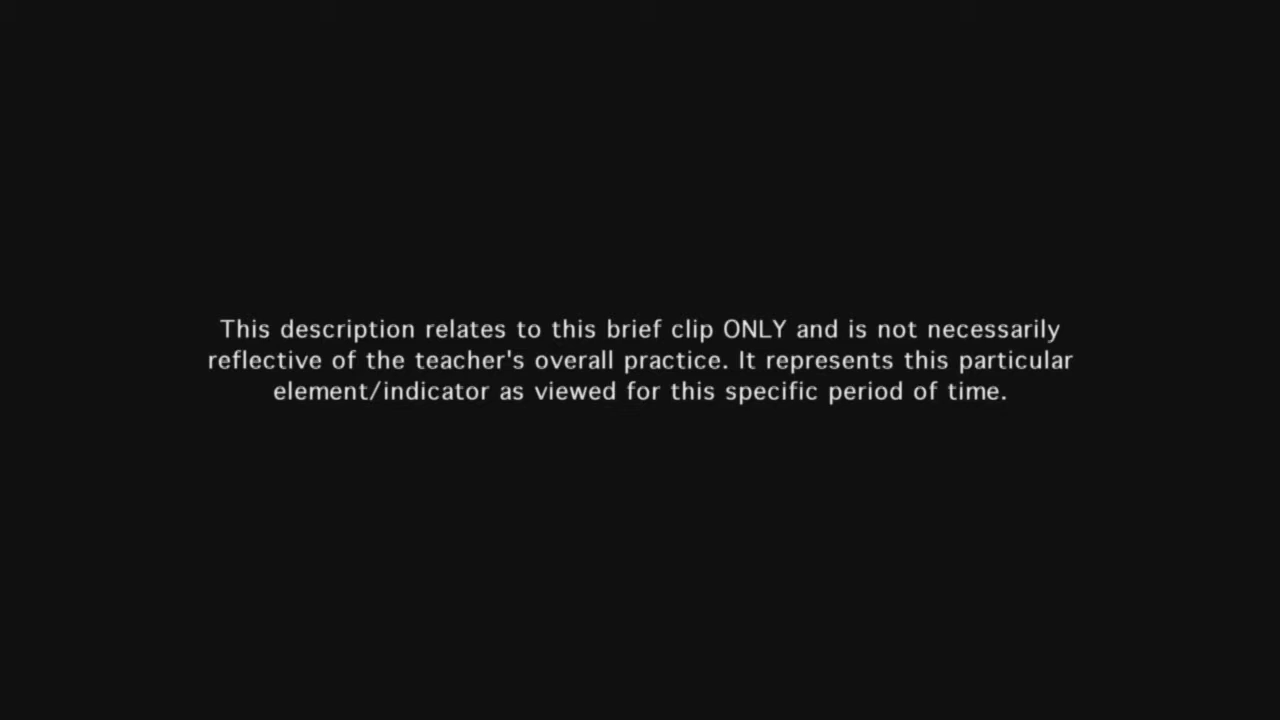 This description relates to this brief clip ONLY and is not necessarily
reflective of the teacher's overall practice. It represents this particular
element/indicator as viewed for this specific period of time.